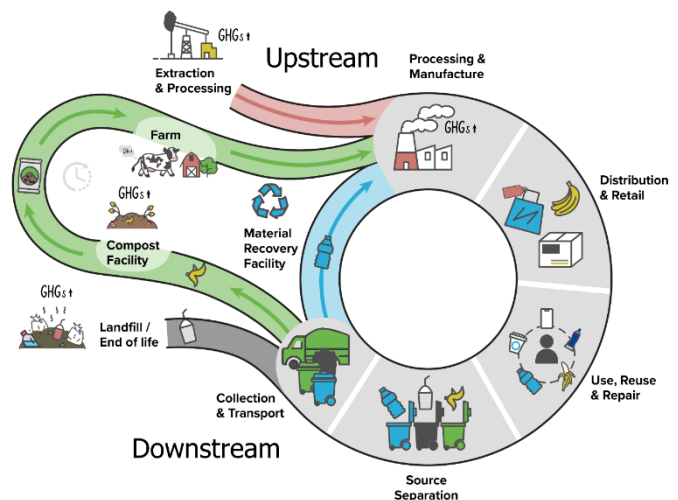 GHGs↑
Upstream
Extraction
& Processing
Processing &
Manufacture
GHGs↑
Farm
Distribution
& Retail
GHGs↑
Material
Recovery
Facility
Compost
Facility
GHGs↑
Landfill /
End of life
Use, Reuse
& Repair
Collection
& Transport
Downstream
Source
Separation